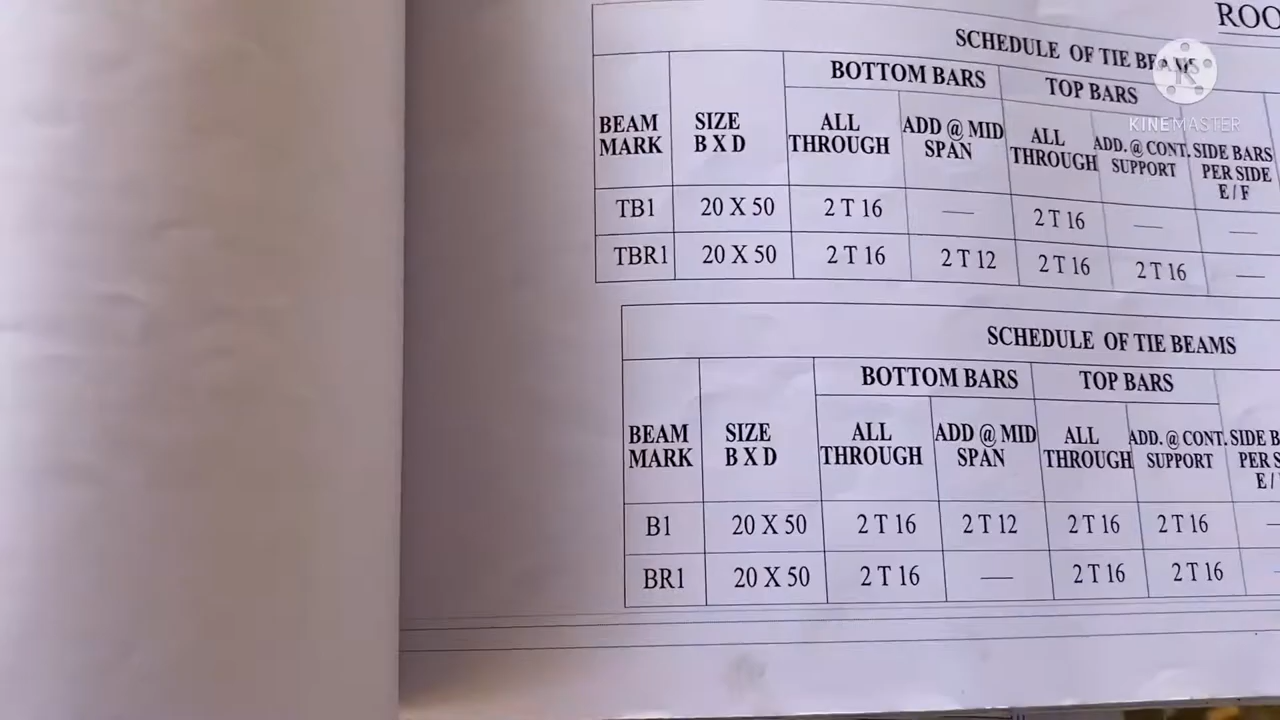 ROO
SCHEDULE OF TIE BEAMS
KINEMASTER
BOTTOM BARS TOP BARS
BEAM MARK SIZE B X D ALL THROUGH ADD @ MID SPAN ALL THROUGH ADD. @ CONT. SUPPORT SIDE BARS PER SIDE E / F
TB1 20 X 50 2 T 16 — 2 T 16 — —
TBR1 20 X 50 2 T 16 2 T 12 2 T 16 2 T 16 —
SCHEDULE OF TIE BEAMS
BOTTOM BARS TOP BARS
BEAM MARK SIZE B X D ALL THROUGH ADD @ MID SPAN ALL THROUGH ADD. @ CONT. SUPPORT SIDE B PER S E /
B1 20 X 50 2 T 16 2 T 12 2 T 16 2 T 16 —
BR1 20 X 50 2 T 16 — 2 T 16 2 T 16